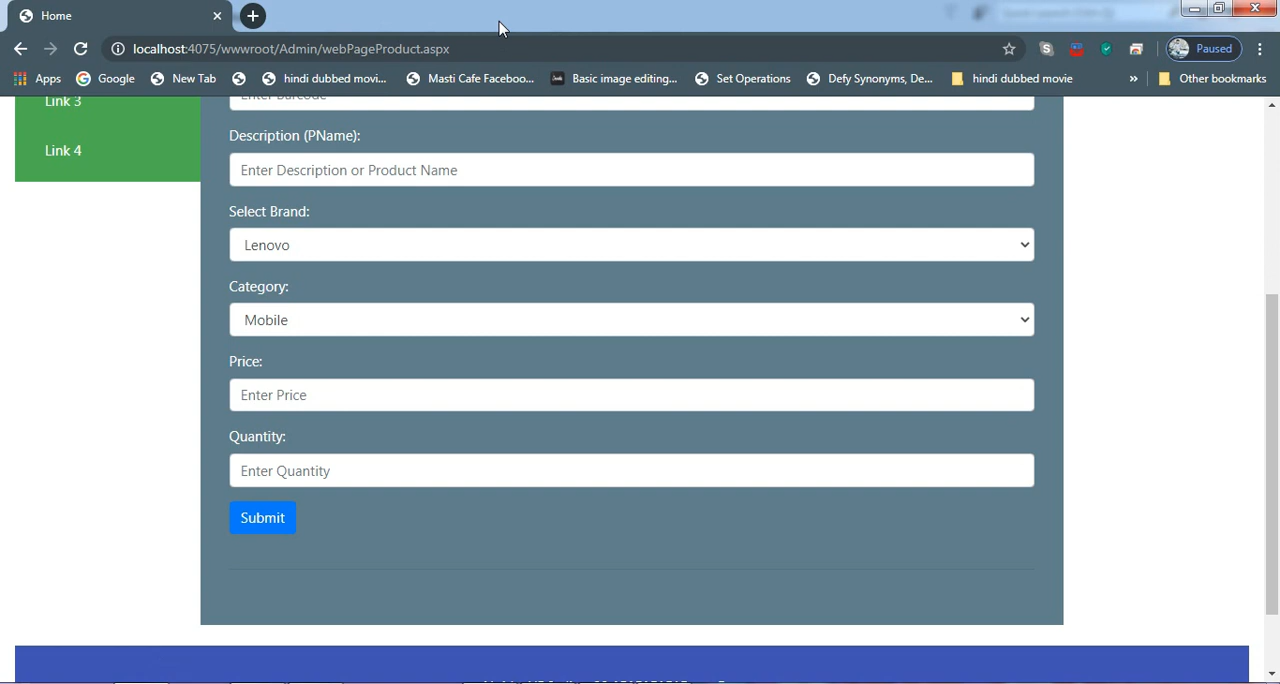 Home
localhost:4075/wwwroot/Admin/webPageProduct.aspx
Paused
Apps
Google
New Tab
hindi dubbed movi...
Masti Cafe Faceboo...
Basic image editing...
Set Operations
Defy Synonyms, De...
hindi dubbed movie
»
Other bookmarks
Link 3
Enter Barcode
Link 4
Description (PName):
Enter Description or Product Name
Select Brand:
Lenovo
Category:
Mobile
Price:
Enter Price
Quantity:
Enter Quantity
Submit